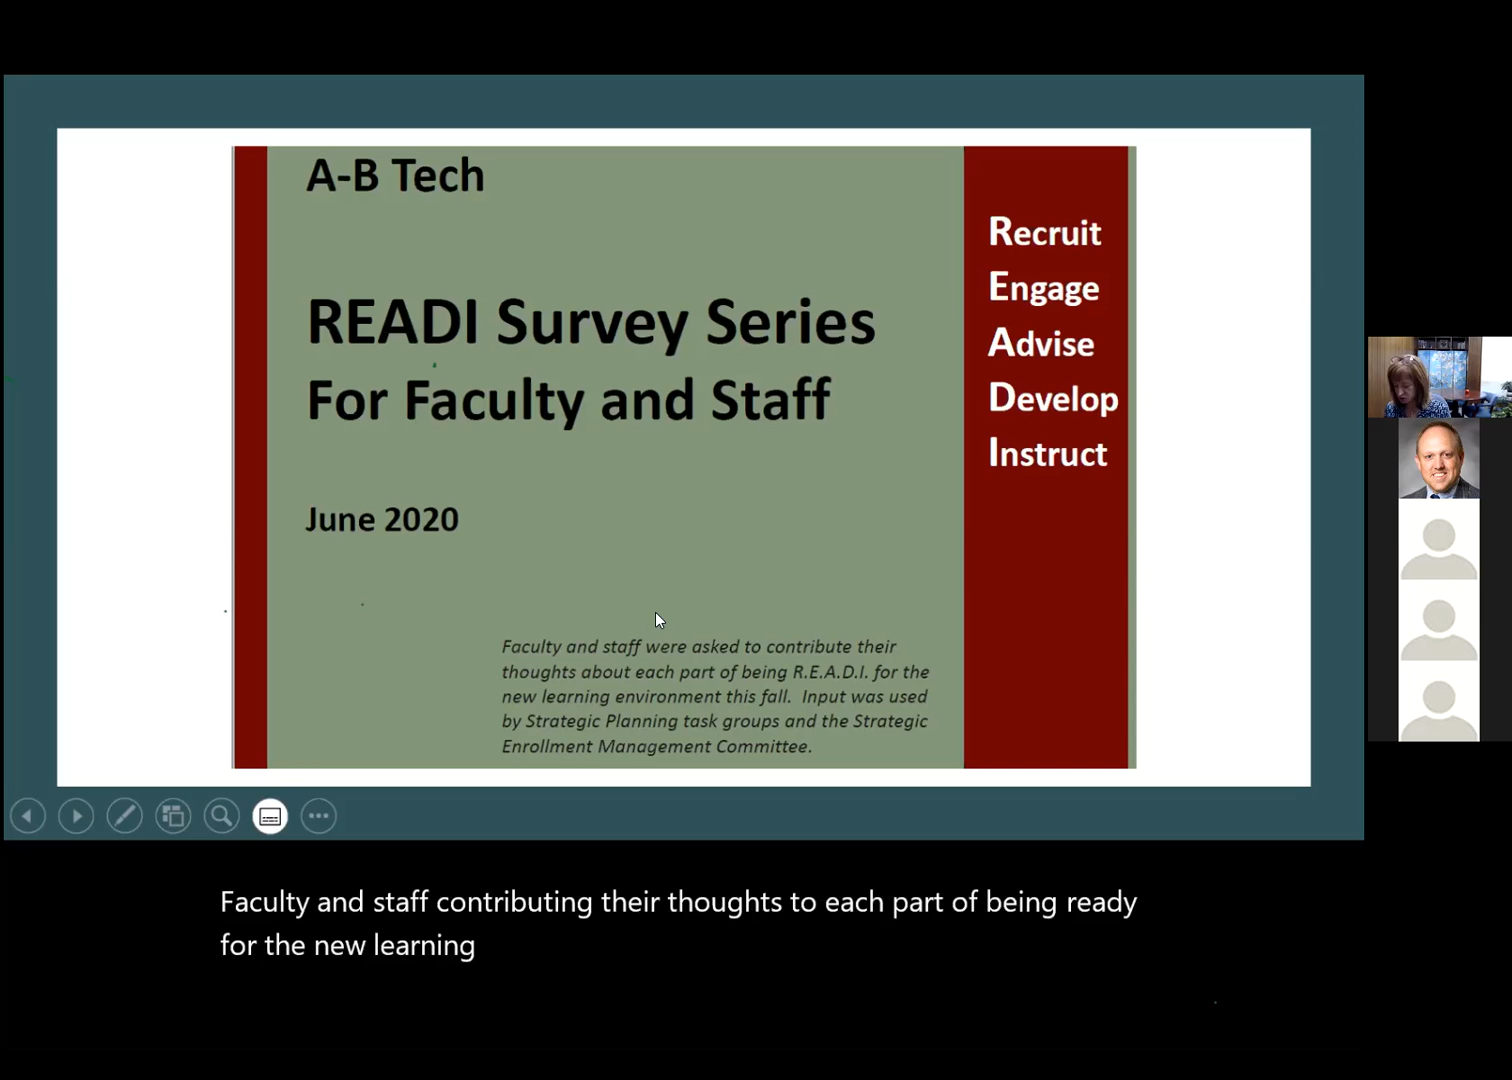 A-B Tech
READI Survey Series
For Faculty and Staff
June 2020
Faculty and staff were asked to contribute their
thoughts about each part of being R.E.A.D.I. for the
new learning environment this fall.  Input was used
by Strategic Planning task groups and the Strategic
Enrollment Management Committee.
Recruit
Engage
Advise
Develop
Instruct
Faculty and staff contributing their thoughts to each part of being ready
for the new learning